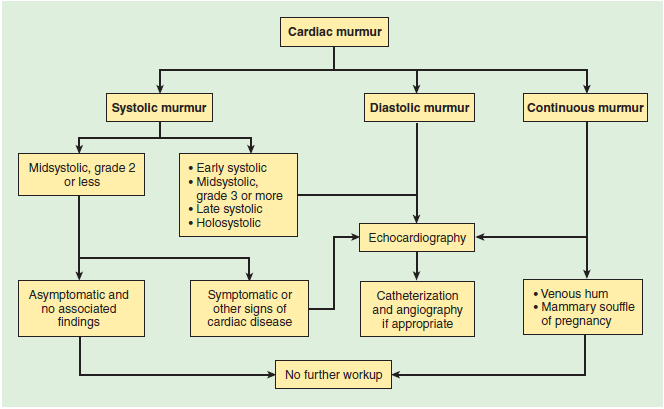 Cardiac murmur
Systolic murmur
Diastolic murmur
Continuous murmur
Midsystolic, grade 2
or less
• Early systolic
• Midsystolic,
grade 3 or more
• Late systolic
• Holosystolic
Echocardiography
Asymptomatic and
no associated
findings
Symptomatic or
other signs of
cardiac disease
Catheterization
and angiography
if appropriate
• Venous hum
• Mammary souffle
of pregnancy
No further workup